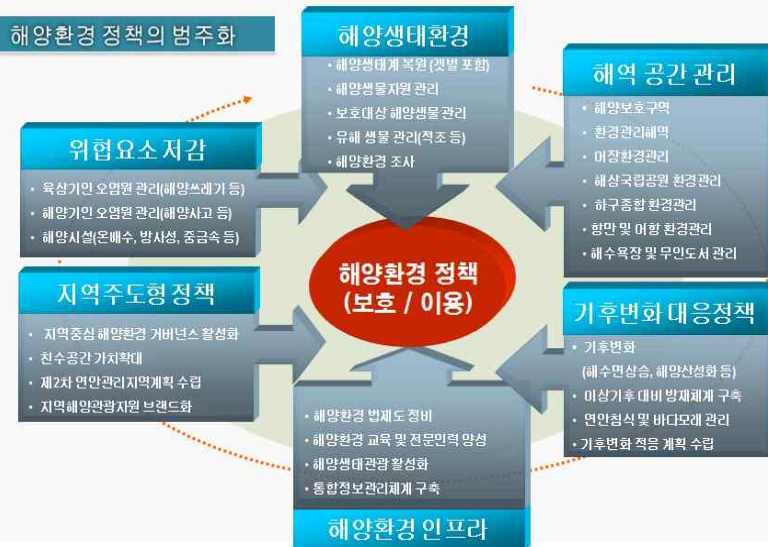 해양환경 정책의 범주화
해양생태환경
• 해양생태계 복원(갯벌 포함)
• 해양생물자원 관리
• 보호대상 해양생물 관리
• 유해 생물 관리(적조 등)
• 해양환경 조사
해역 공간 관리
• 해양보호구역
• 환경관리해역
• 어장환경관리
• 해상국립공원 환경관리
• 하구종합 환경관리
• 항만 및 어항 환경관리
• 해수욕장 및 무인도서 관리
위협요소 저감
• 육상기인 오염원 관리(해양쓰레기 등)
• 해양기인 오염원 관리(해양사고 등)
• 해양시설(온배수, 방사성, 중금속 등)
해양환경 정책
(보호 / 이용)
지역주도형 정책
• 지역중심 해양환경 거버넌스 활성화
• 친수공간 가치확대
• 제2차 연안관리지역계획 수립
• 지역해양관광자원 브랜드화
기후변화 대응정책
• 기후변화
(해수면상승, 해양산성화 등)
• 이상기후 대비 방재체계 구축
• 연안침식 및 바다모래 관리
• 기후변화 적응 계획 수립
• 해양환경 법제도 정비
• 해양환경 교육 및 전문인력 양성
• 해양생태관광 활성화
• 통합정보관리체계 구축
해양환경 인프라